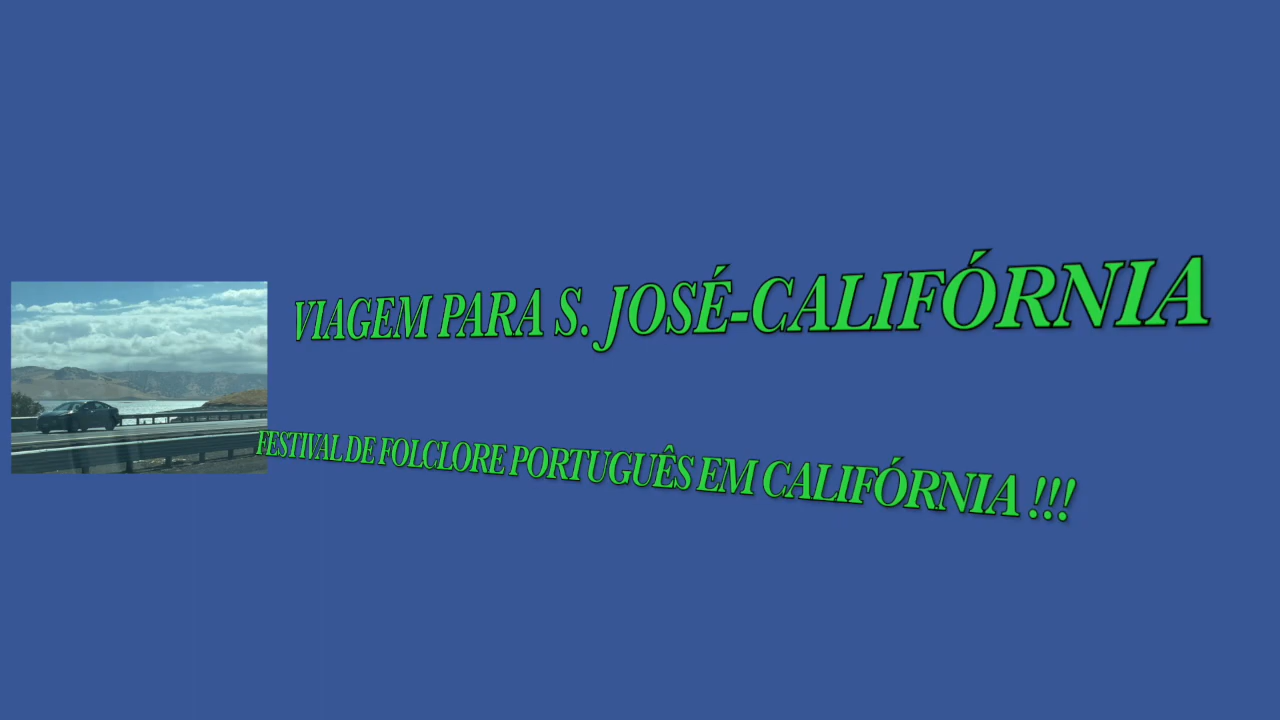 VIAGEM PARA S. JOSÉ-CALIFÓRNIA
FESTIVAL DE FOLCLORE PORTUGUÊS EM CALIFÓRNIA !!!